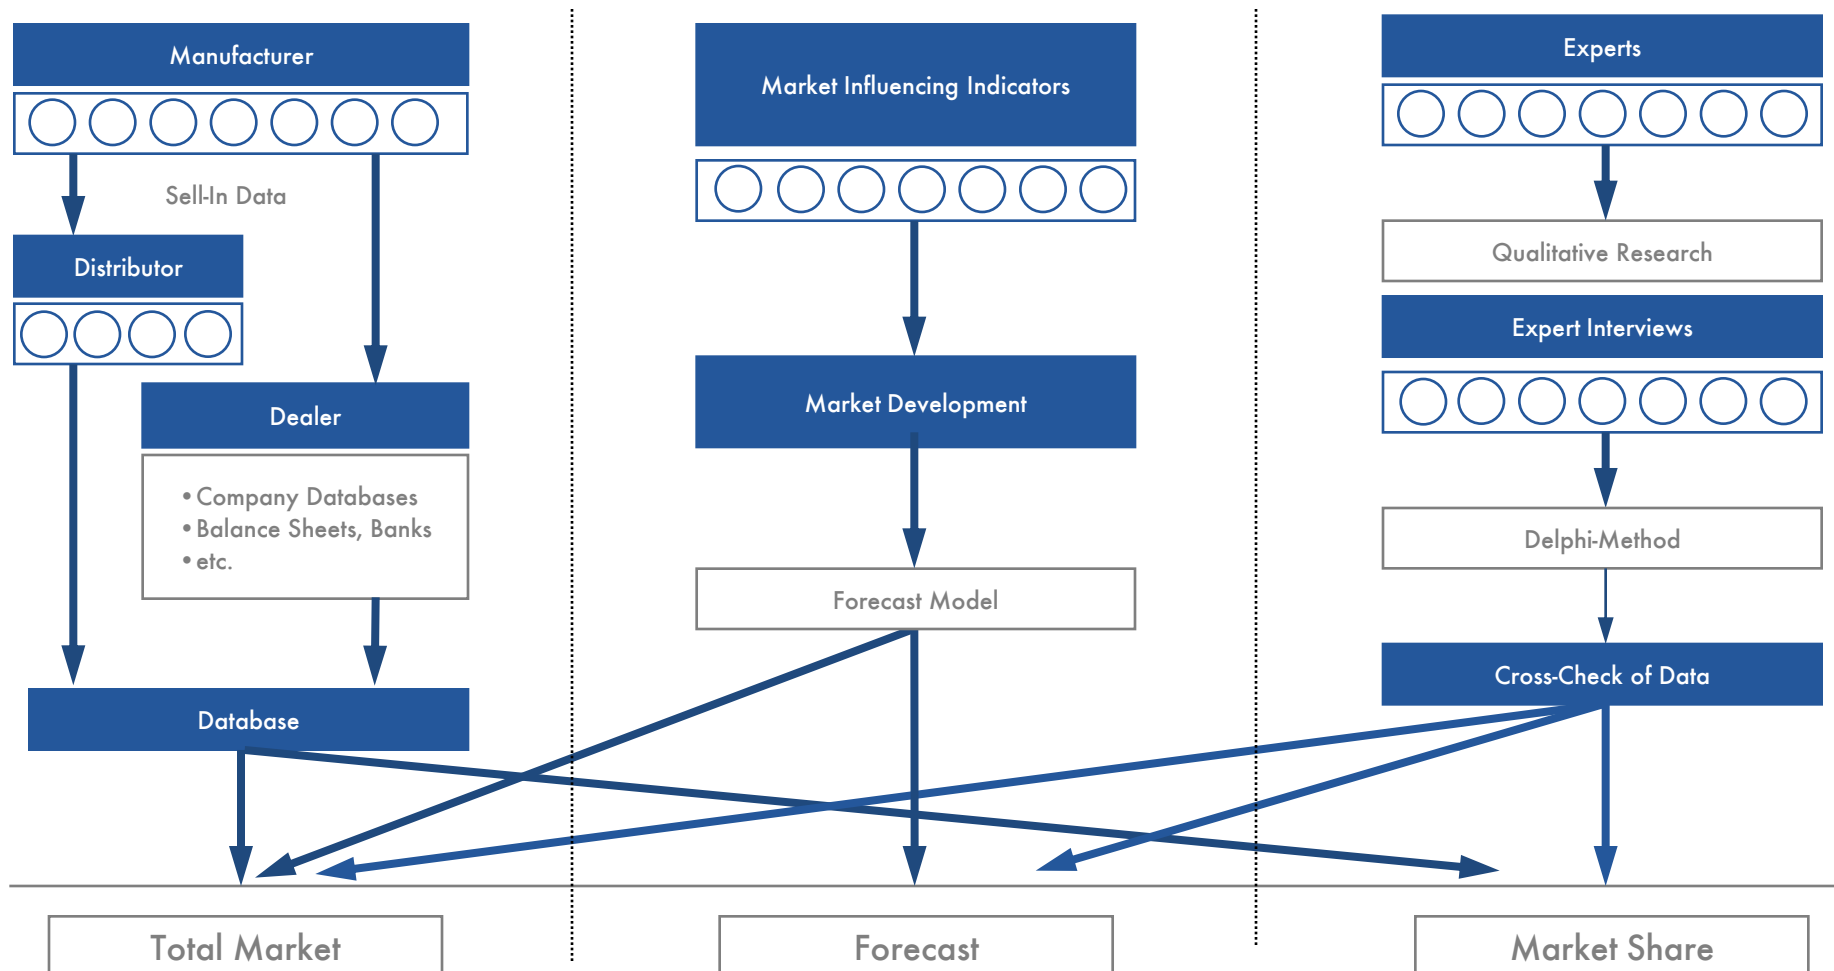 Manufacturer
Sell-In Data
Distributor
Dealer
• Company Databases
• Balance Sheets, Banks
• etc.
Database
Total Market
Market Influencing Indicators
Market Development
Forecast Model
Forecast
Experts
Qualitative Research
Expert Interviews
Delphi-Method
Cross-Check of Data
Market Share